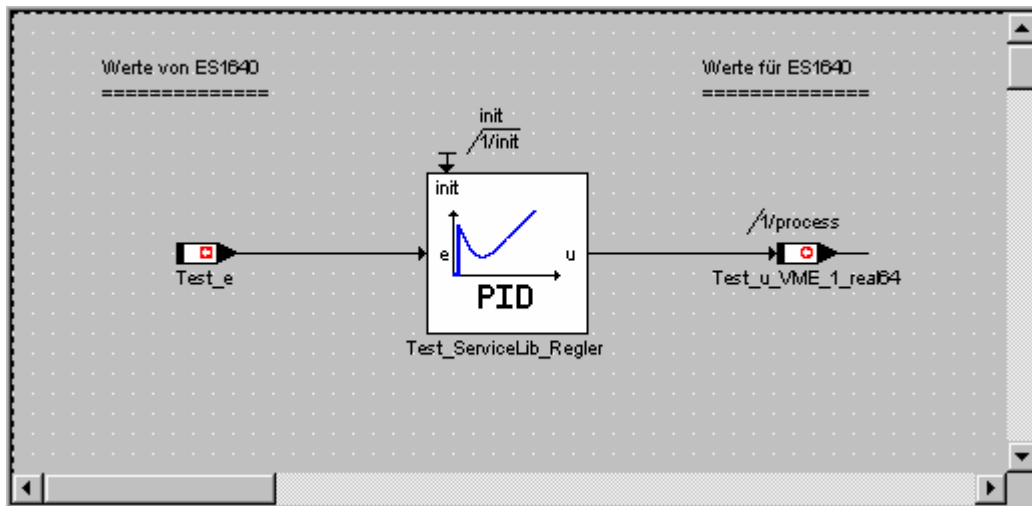 Werte von ES1640
==============
Werte für ES1640
==============
init
/1/init
init
e
u
PID
Test_ServiceLib_Regler
Test_e
/1/process
Test_u_VME_1_real64